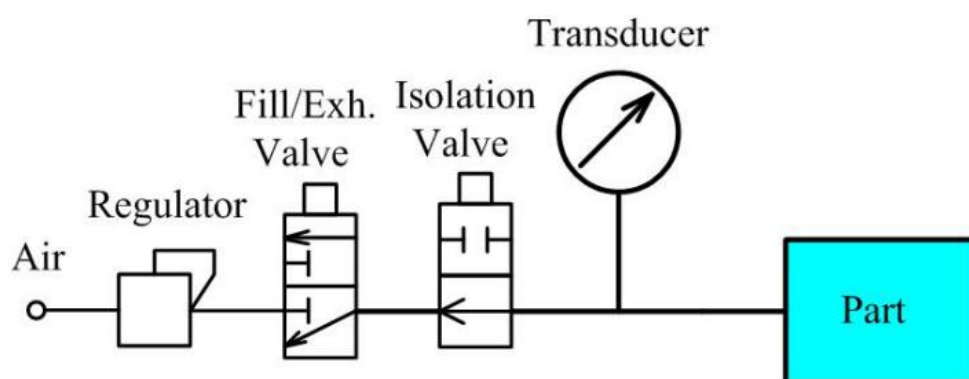 Transducer
Fill/Exh.
Valve
Isolation
Valve
Regulator
Air
Part